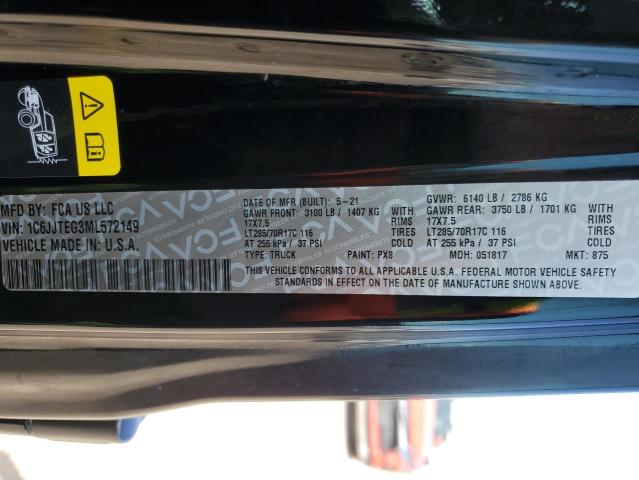 MFD BY: FCA US LLC
VIN: 1C6JJTEG3ML572149
VEHICLE MADE IN U.S.A.
DATE OF MFR (BUILT): 5-21 GVWR: 6140 LB / 2786 KG
GAWR FRONT: 3100 LB / 1407 KG WITH GAWR REAR: 3750 LB / 1701 KG WITH
17X7.5 RIMS 17X7.5 RIMS
LT285/70R17C 116 TIRES LT285/70R17C 116 TIRES
AT 255 kPa / 37 PSI COLD AT 255 kPa / 37 PSI COLD
TYPE: TRUCK PAINT: PX8 MDH: 051817 MKT: 875
THIS VEHICLE CONFORMS TO ALL APPLICABLE U.S.A. FEDERAL MOTOR VEHICLE SAFETY
STANDARDS IN EFFECT ON THE DATE OF MANUFACTURE SHOWN ABOVE.